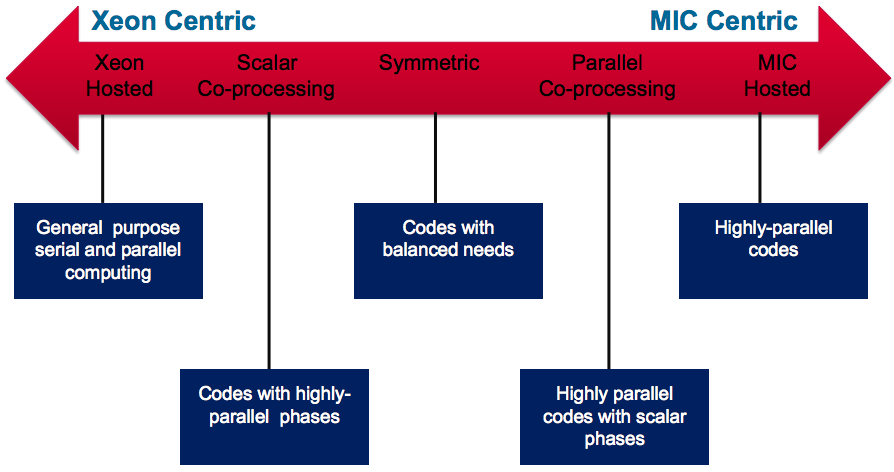 Xeon Centric
MIC Centric
Xeon
Hosted
Scalar
Co-processing
Symmetric
Parallel
Co-processing
MIC
Hosted
General purpose
serial and parallel
computing
Codes with
balanced needs
Highly-parallel
codes
Codes with highly-
parallel phases
Highly parallel
codes with scalar
phases